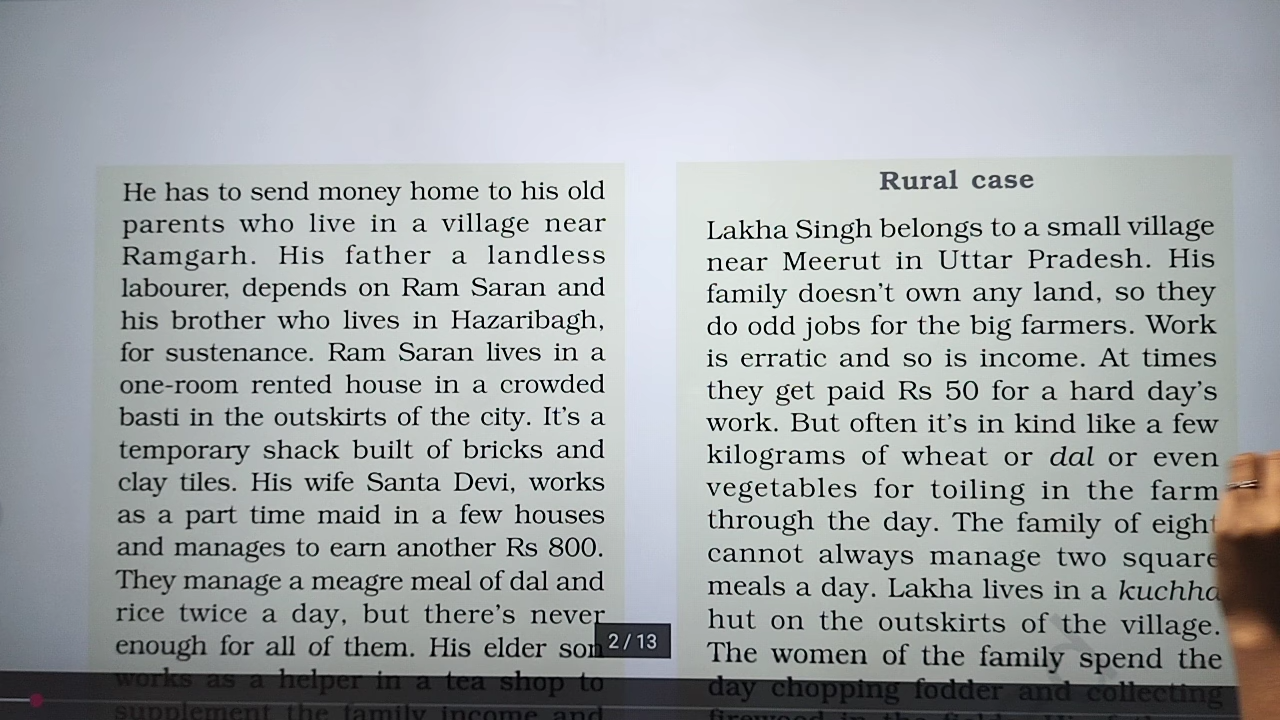 He has to send money home to his old
parents who live in a village near
Ramgarh. His father a landless
labourer, depends on Ram Saran and
his brother who lives in Hazaribagh,
for sustenance. Ram Saran lives in a
one-room rented house in a crowded
basti in the outskirts of the city. It's a
temporary shack built of bricks and
clay tiles. His wife Santa Devi, works
as a part time maid in a few houses
and manages to earn another Rs 800.
They manage a meagre meal of dal and
rice twice a day, but there's never
enough for all of them. His elder son
works as a helper in a tea shop to
supplement the family income and
2 / 13
Rural case
Lakha Singh belongs to a small village
near Meerut in Uttar Pradesh. His
family doesn't own any land, so they
do odd jobs for the big farmers. Work
is erratic and so is income. At times
they get paid Rs 50 for a hard day's
work. But often it's in kind like a few
kilograms of wheat or dal or even
vegetables for toiling in the farm
through the day. The family of eight
cannot always manage two square
meals a day. Lakha lives in a kuchha
hut on the outskirts of the village.
The women of the family spend the
day chopping fodder and collecting
firewood in the